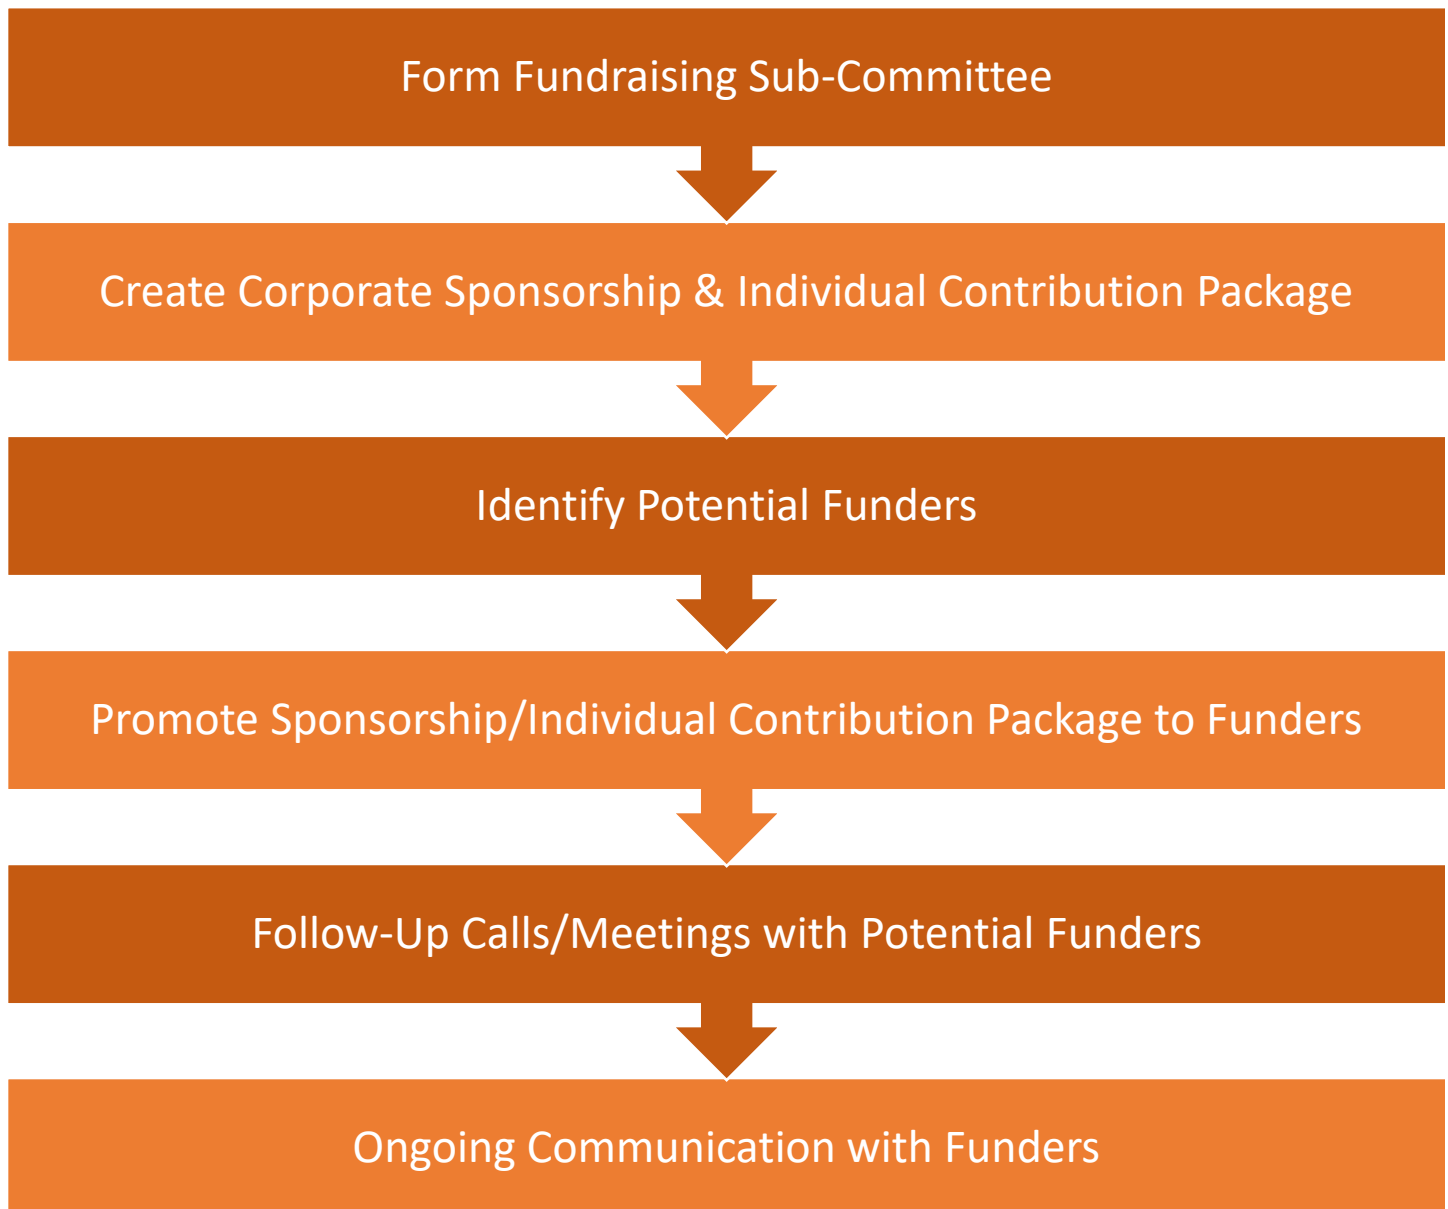 Form Fundraising Sub-Committee
Create Corporate Sponsorship & Individual Contribution Package
Identify Potential Funders
Promote Sponsorship/Individual Contribution Package to Funders
Follow-Up Calls/Meetings with Potential Funders
Ongoing Communication with Funders